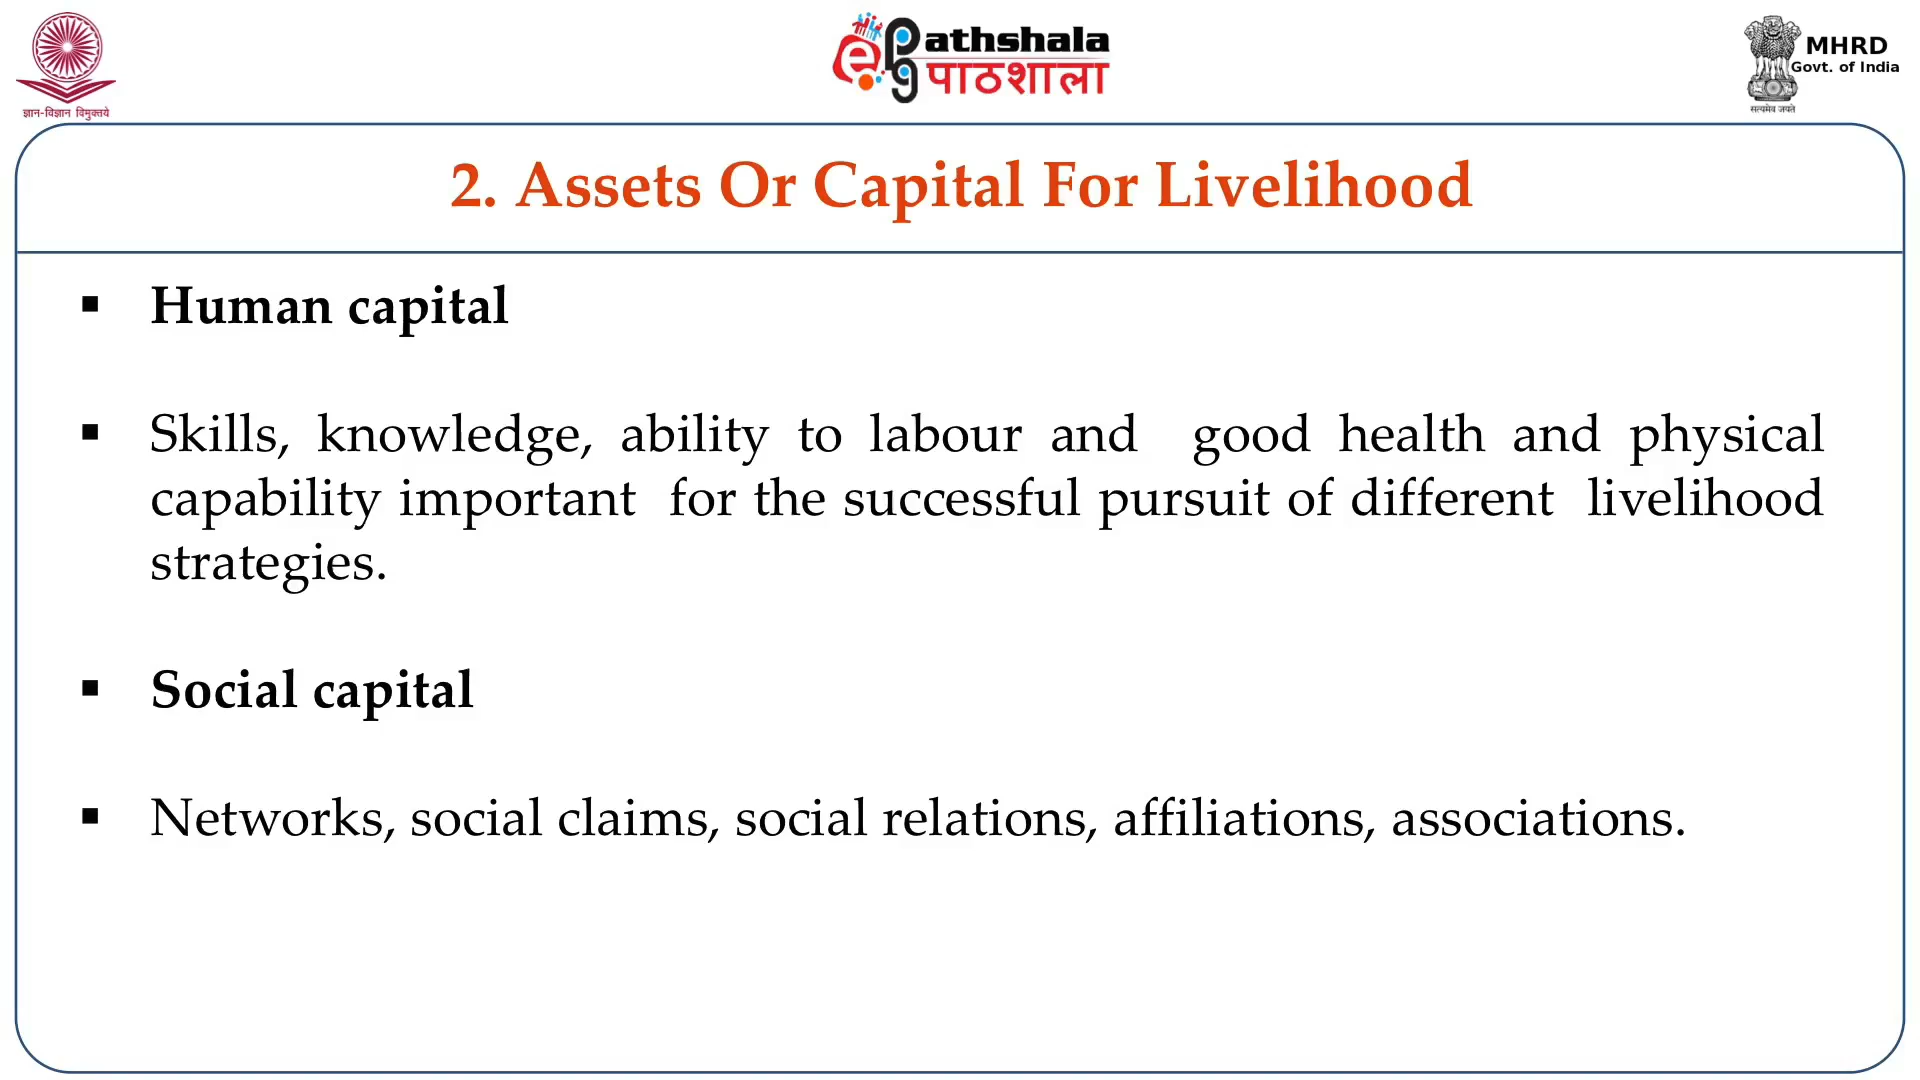 ज्ञान-विज्ञान विमुक्तये
ePathshala
पाठशाला
MHRD
Govt. of India
सत्यमेव जयते
2. Assets Or Capital For Livelihood
▪ Human capital
▪ Skills, knowledge, ability to labour and good health and physical
capability important for the successful pursuit of different livelihood
strategies.
▪ Social capital
▪ Networks, social claims, social relations, affiliations, associations.